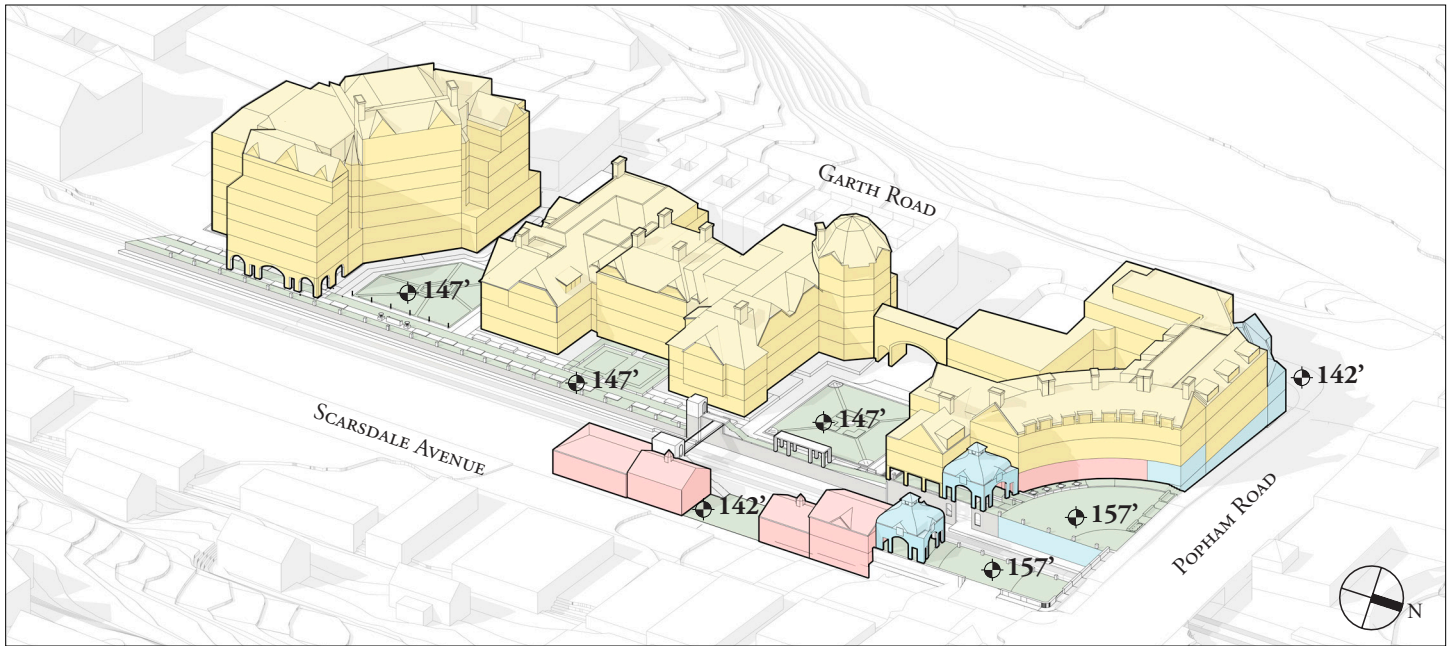 GARTH ROAD
147’
147’
142’
SCARSDALE AVENUE
147’
142’
157’
POPHAM ROAD
157’
N